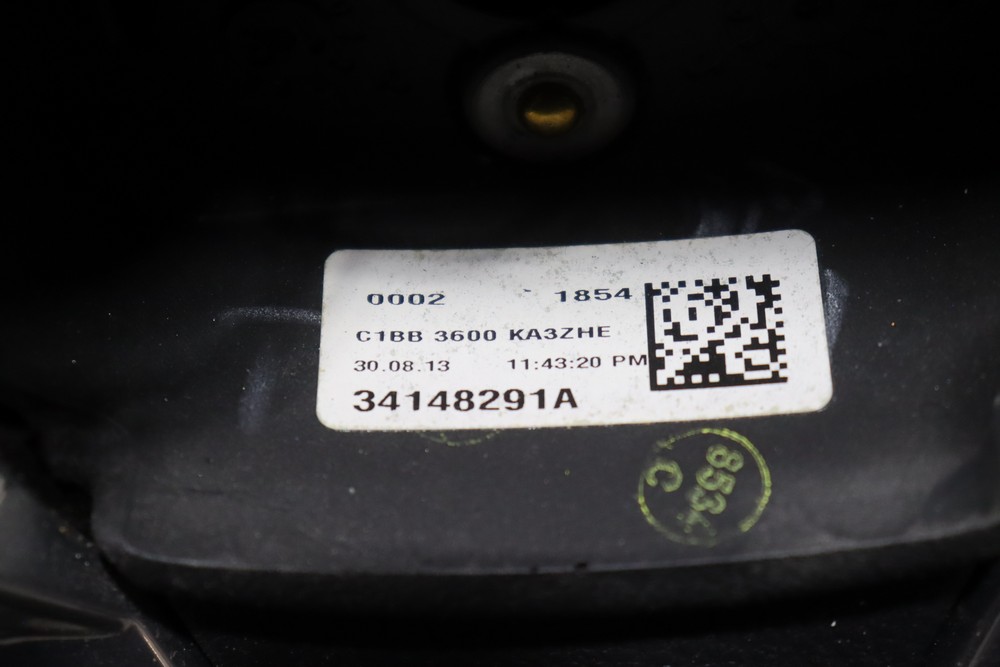 0002 1854
C1BB 3600 KA3ZHE
30.08.13 11:43:20 PM
34148291A
C